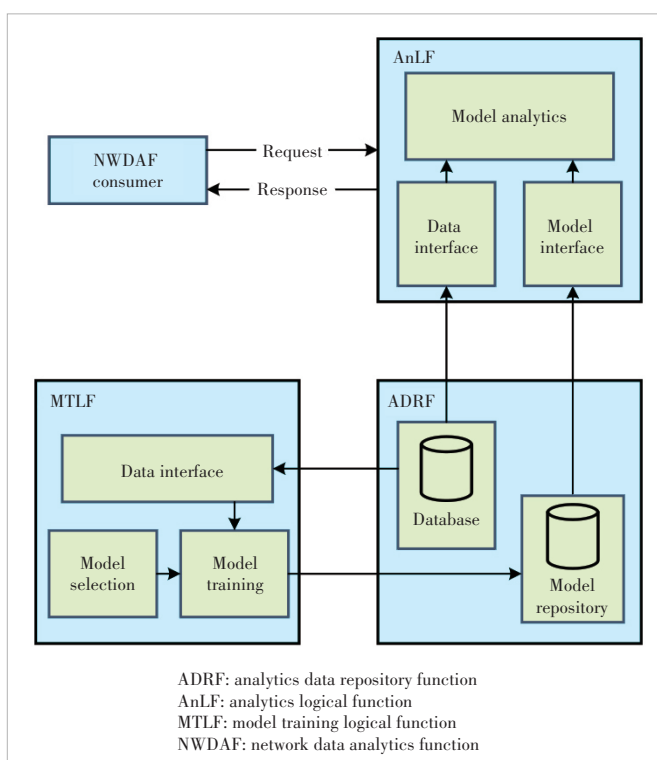 AnLF
Model analytics
NWDAF
consumer
Request
Response
Data
interface
Model
interface
MTLF
Data interface
Model
selection
Model
training
ADRF
Database
Model
repository
ADRF: analytics data repository function
AnLF: analytics logical function
MTLF: model training logical function
NWDAF: network data analytics function